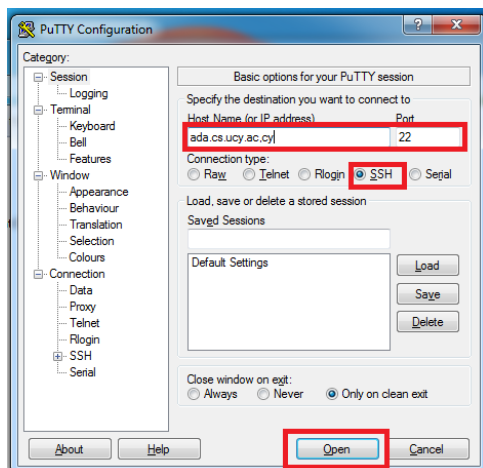 PuTTY Configuration
?
Category:
Session
Logging
Terminal
Keyboard
Bell
Features
Window
Appearance
Behaviour
Translation
Selection
Colours
Connection
Data
Proxy
Telnet
Rlogin
SSH
Serial
Basic options for your PuTTY session
Specify the destination you want to connect to
Host Name (or IP address) Port
ada.cs.ucy.ac,cy 22
Connection type:
Raw Telnet Rlogin SSH Serial
Load, save or delete a stored session
Saved Sessions
Default Settings
Load
Save
Delete
Close window on exit:
Always Never Only on clean exit
About Help Open Cancel